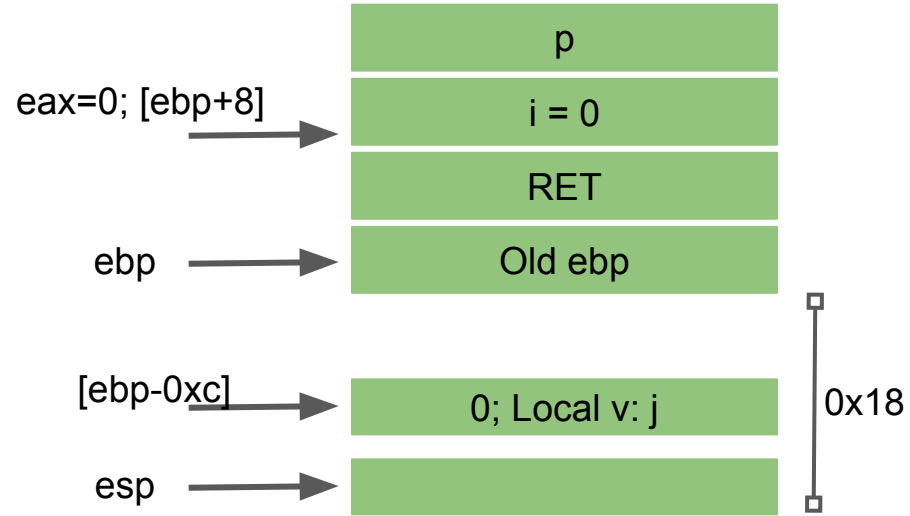 p
eax=0; [ebp+8]
i = 0
RET
ebp
Old ebp
[ebp-0xc]
0; Local v: j
0x18
esp